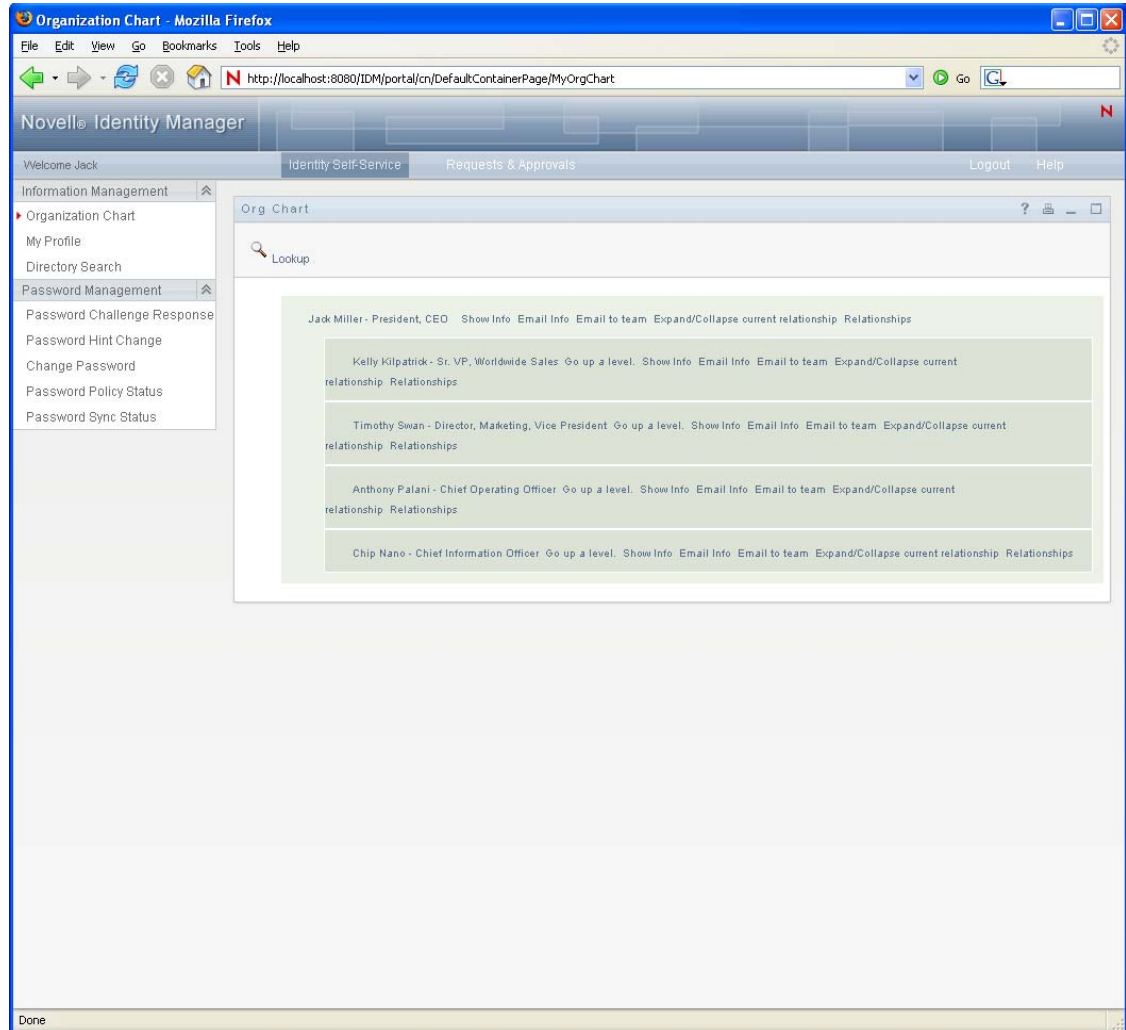 Organization Chart - Mozilla Firefox
File Edit View Go Bookmarks Tools Help
N http://localhost:8080/IDM/portal/cn/DefaultContainerPage/MyOrgChart Go G
Novell® Identity Manager N
Welcome Jack Identity Self-Service Requests & Approvals Logout Help
Information Management
Organization Chart
My Profile
Directory Search
Password Management
Password Challenge Response
Password Hint Change
Change Password
Password Policy Status
Password Sync Status
Org Chart ?
Lookup
Jack Miller - President, CEO Show Info Email Info Email to team Expand/Collapse current relationship Relationships
Kelly Kilpatrick - Sr. VP, Worldwide Sales Go up a level. Show Info Email Info Email to team Expand/Collapse current
relationship Relationships
Timothy Swan - Director, Marketing, Vice President Go up a level. Show Info Email Info Email to team Expand/Collapse current
relationship Relationships
Anthony Palani - Chief Operating Officer Go up a level. Show Info Email Info Email to team Expand/Collapse current
relationship Relationships
Chip Nano - Chief Information Officer Go up a level. Show Info Email Info Email to team Expand/Collapse current relationship Relationships
Done